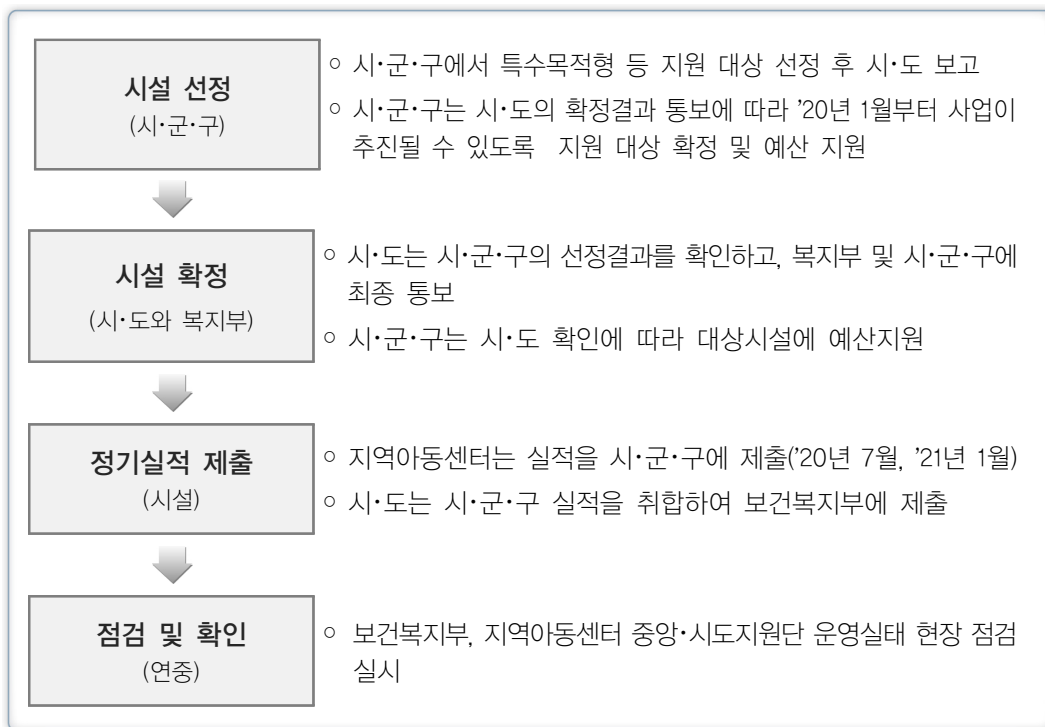 시설 선정
(시･군･구)
○ 시･군･구에서 특수목적형 등 지원 대상 선정 후 시･도 보고
○ 시･군･구는 시･도의 확정결과 통보에 따라 ’20년 1월부터 사업이
추진될 수 있도록 지원 대상 확정 및 예산 지원
시설 확정
(시･도와 복지부)
○ 시･도는 시･군･구의 선정결과를 확인하고, 복지부 및 시･군･구에
최종 통보
○ 시･군･구는 시･도 확인에 따라 대상시설에 예산지원
정기실적 제출
(시설)
○ 지역아동센터는 실적을 시･군･구에 제출(’20년 7월, ’21년 1월)
○ 시･도는 시･군･구 실적을 취합하여 보건복지부에 제출
점검 및 확인
(연중)
○ 보건복지부, 지역아동센터 중앙･시도지원단 운영실태 현장 점검
실시